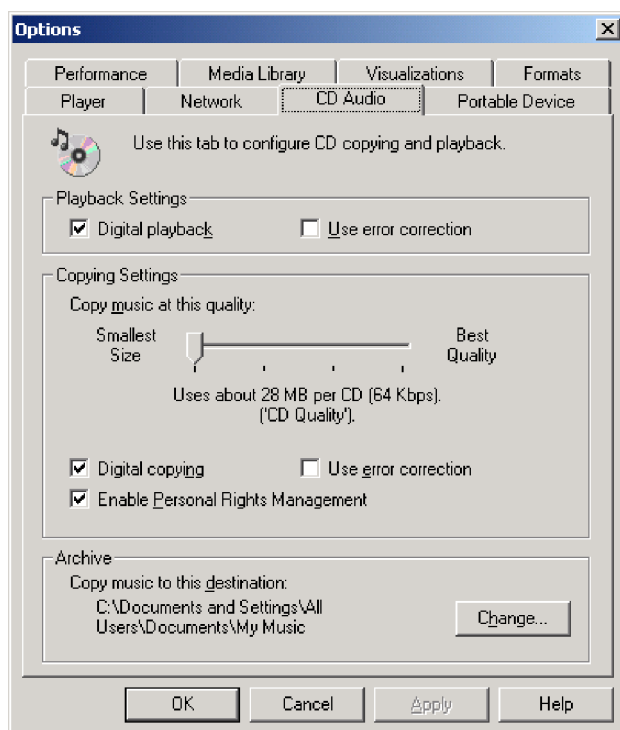 Options
Performance Media Library Visualizations Formats
Player Network CD Audio Portable Device
Use this tab to configure CD copying and playback.
Playback Settings
Digital playback Use error correction
Copying Settings
Copy music at this quality:
Smallest Size
Best Quality
Uses about 28 MB per CD (64 Kbps).
('CD Quality').
Digital copying Use error correction
Enable Personal Rights Management
Archive
Copy music to this destination:
C:\Documents and Settings\All
Users\Documents\My Music
Change...
OK Cancel Apply Help